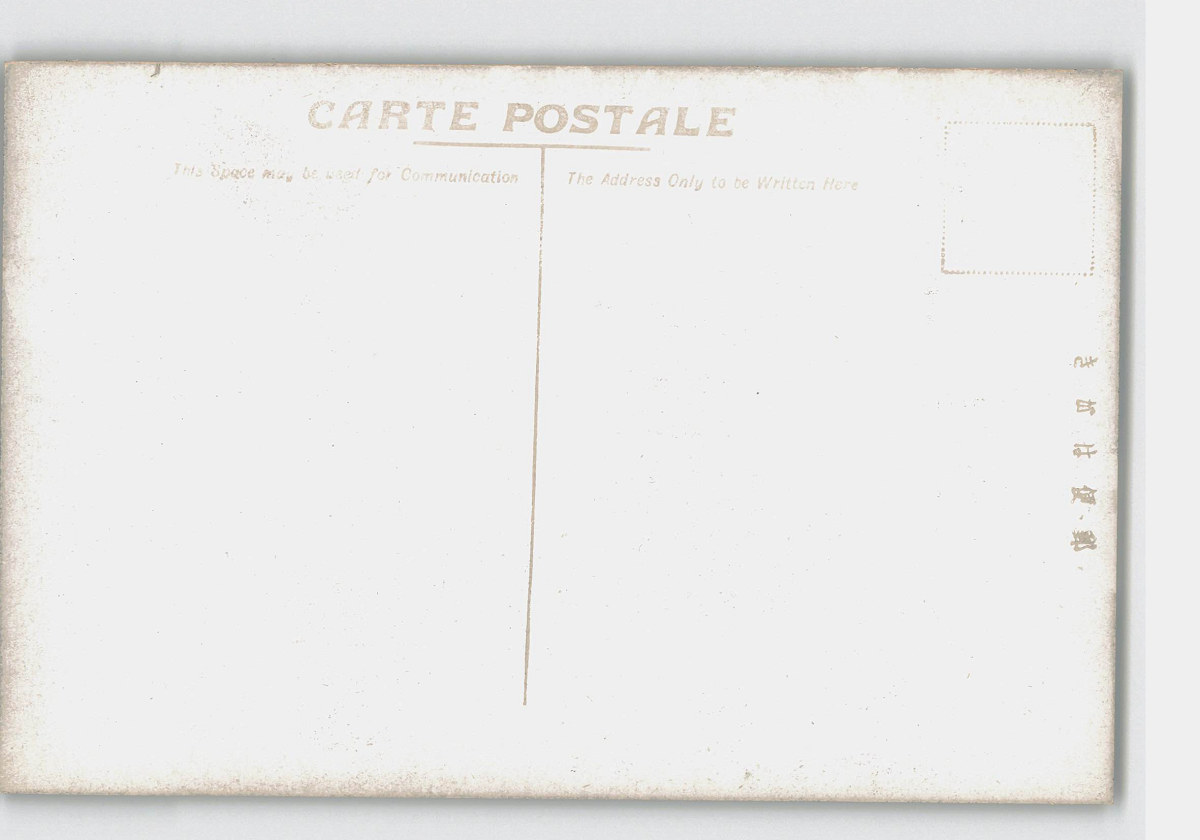 CARTE POSTALE
This Space may be used for Communication
The Address Only to be Written Here
郵便はかき